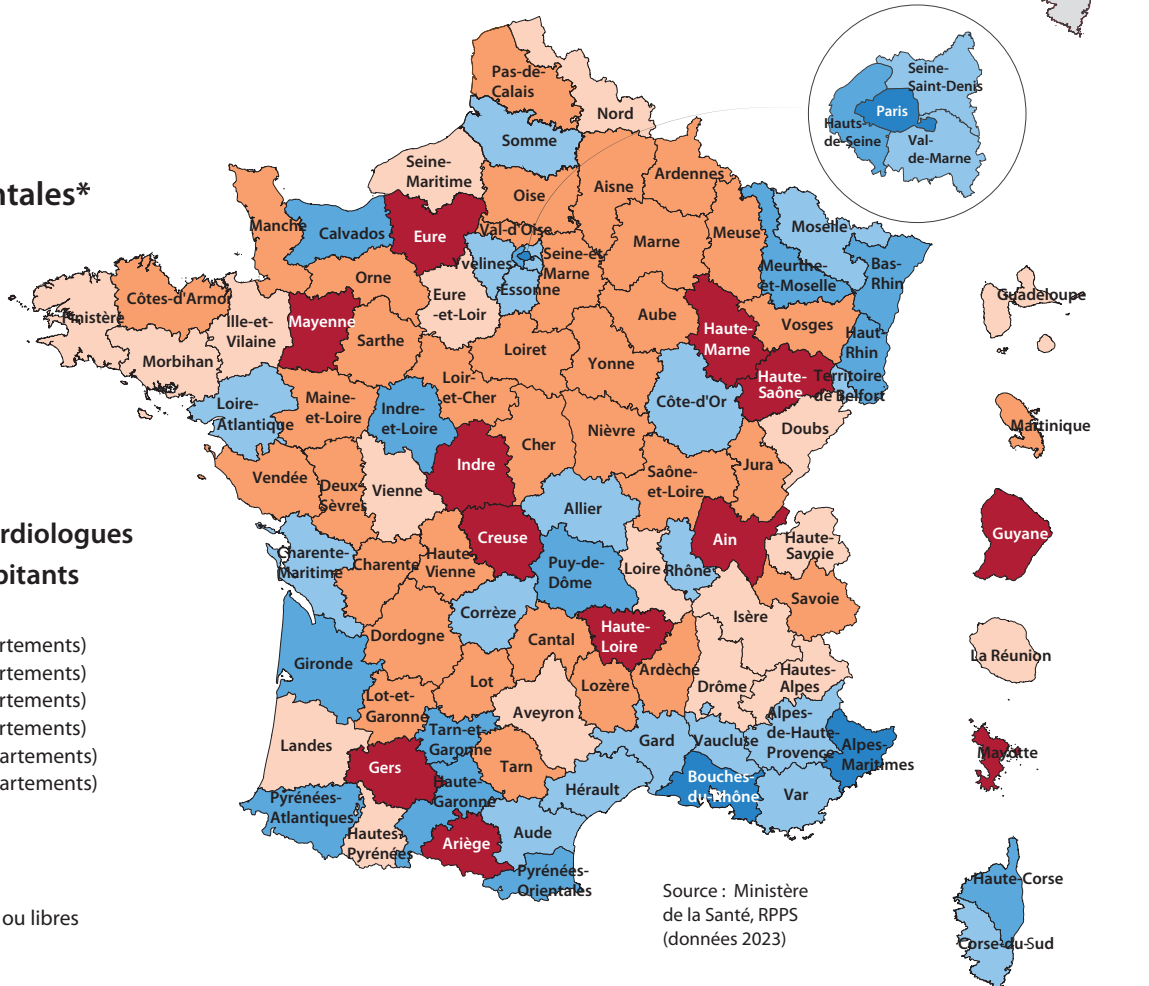 ntales*
rdiologues
bitants
rtements)
rtements)
rtements)
rtements)
artements)
artements)
ou libres
Pas-de-
Calais
Nord
Somme
Seine-
Maritime
Oise
Aisne
Ardennes
Manche
Calvados
Eure
Val-d'Oise
Yvelines
Essonne
Seine-et-
Marne
Marne
Meuse
Moselle
Meurthe-
et-Moselle
Bas-
Rhin
Haut-
Rhin
Vosges
Orne
Eure
-et-Loir
Côtes-d'Armor
Finistère
Morbihan
Ille-et-
Vilaine
Mayenne
Sarthe
Loiret
Yonne
Aube
Haute-
Marne
Haute-
Saône
Territoire
de Belfort
Doubs
Côte-d'Or
Loire-
Atlantique
Maine-
et-Loire
Indre-
et-Loire
Loir-
et-Cher
Cher
Nièvre
Saône-
et-Loire
Jura
Vendée
Deux-
Sèvres
Vienne
Indre
Allier
Creuse
Ain
Haute-
Savoie
Savoie
Charente-
Maritime
Charente
Haute-
Vienne
Puy-de-
Dôme
Loire
Rhône
Isère
Corrèze
Dordogne
Gironde
Cantal
Haute-
Loire
Ardèche
Drôme
Hautes-
Alpes
Lot-et-
Garonne
Lot
Aveyron
Lozère
Gard
Vaucluse
Alpes-
de-Haute-
Provence
Alpes-
Maritimes
Landes
Gers
Tarn-et-
Garonne
Tarn
Haute-
Garonne
Hérault
Bouches-
du-Rhône
Var
Pyrénées-
Atlantiques
Hautes-
Pyrénées
Ariège
Aude
Pyrénées-
Orientales
Seine-
Saint-Denis
Paris
Hauts-
de-Seine
Val-
de-Marne
Guadeloupe
Martinique
Guyane
La Réunion
Mayotte
Haute-Corse
Corse-du-Sud
Source : Ministère
de la Santé, RPPS
(données 2023)